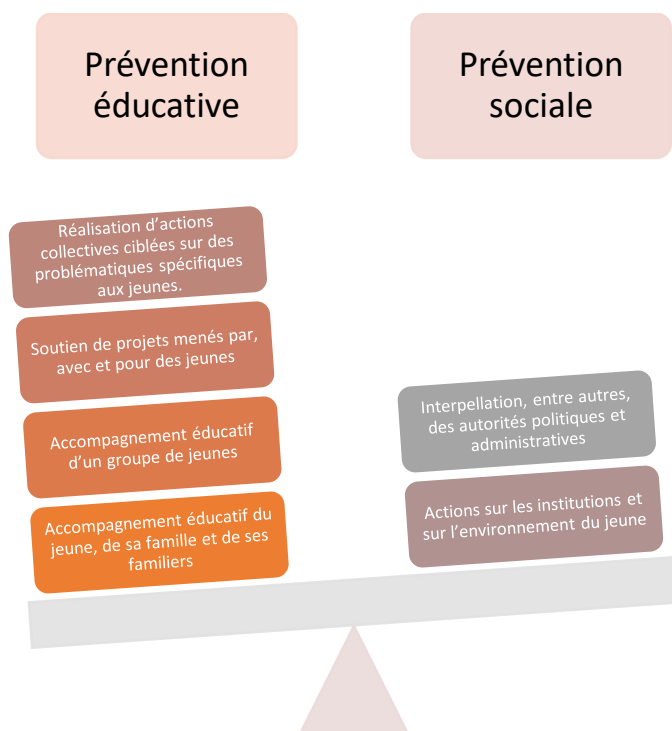 Prévention
éducative
Prévention
sociale
Réalisation d’actions
collectives ciblées sur des
problématiques spécifiques
aux jeunes.
Soutien de projets menés par,
avec et pour des jeunes
Accompagnement éducatif
d’un groupe de jeunes
Accompagnement éducatif du
jeune, de sa famille et de ses
familiers
Interpellation, entre autres,
des autorités politiques et
administratives
Actions sur les institutions et
sur l’environnement du jeune